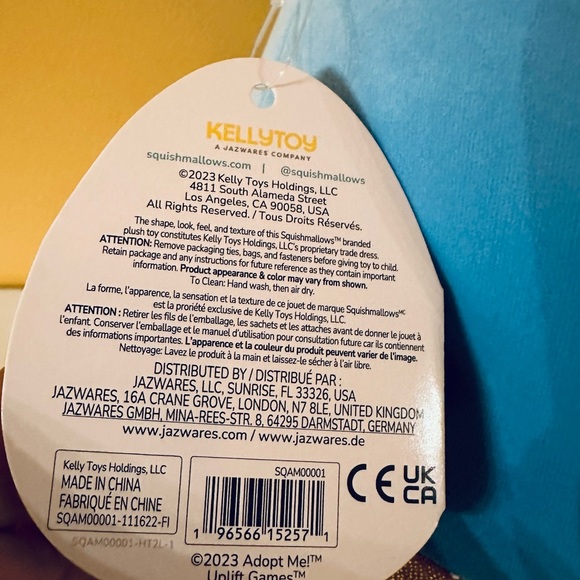 KELLYTOY
A JAZWARES COMPANY
squishmallows.com | @squishmallows
©2023 Kelly Toys Holdings, LLC
4811 South Alameda Street
Los Angeles, CA 90058, USA
All Rights Reserved. / Tous Droits Réservés.
The shape, look, feel, and texture of this Squishmallows™ branded
plush toy constitutes Kelly Toys Holdings, LLC's proprietary trade dress.
ATTENTION: Remove packaging ties, bags, and fasteners before giving toy to child.
Retain package and any instructions for future reference as they contain important
information. Product appearance & color may vary from shown.
To Clean: Hand wash, then air dry.
La forme, l'apparence, la sensation et la texture de ce jouet de marque Squishmallows MC
est la propriété exclusive de Kelly Toys Holdings, LLC.
ATTENTION : Retirer les fils de l'emballage, les sachets et les attaches avant de donner le jouet à
l'enfant. Conserver l'emballage et le manuel d'utilisation pour consultation future car ils contiennent
des informations importantes. L'apparence et la couleur du produit peuvent varier de l'image.
Nettoyage: Lavez le produit à la main et laissez-le sécher à l'air libre.
DISTRIBUTED BY / DISTRIBUÉ PAR :
JAZWARES, LLC, SUNRISE, FL 33326, USA
JAZWARES, 16A CRANE GROVE, LONDON, N7 8LE, UNITED KINGDOM
JAZWARES GMBH, MINA-REES-STR. 8, 64295 DARMSTADT, GERMANY
www.jazwares.com / www.jazwares.de
Kelly Toys Holdings, LLC
MADE IN CHINA
FABRIQUÉ EN CHINE
SQAM00001-111622-FI
SQAM00001-HT2L-1
SQAM00001
1 96566 15257 1
CE UK CA
©2023 Adopt Me!™
Uplift Games™